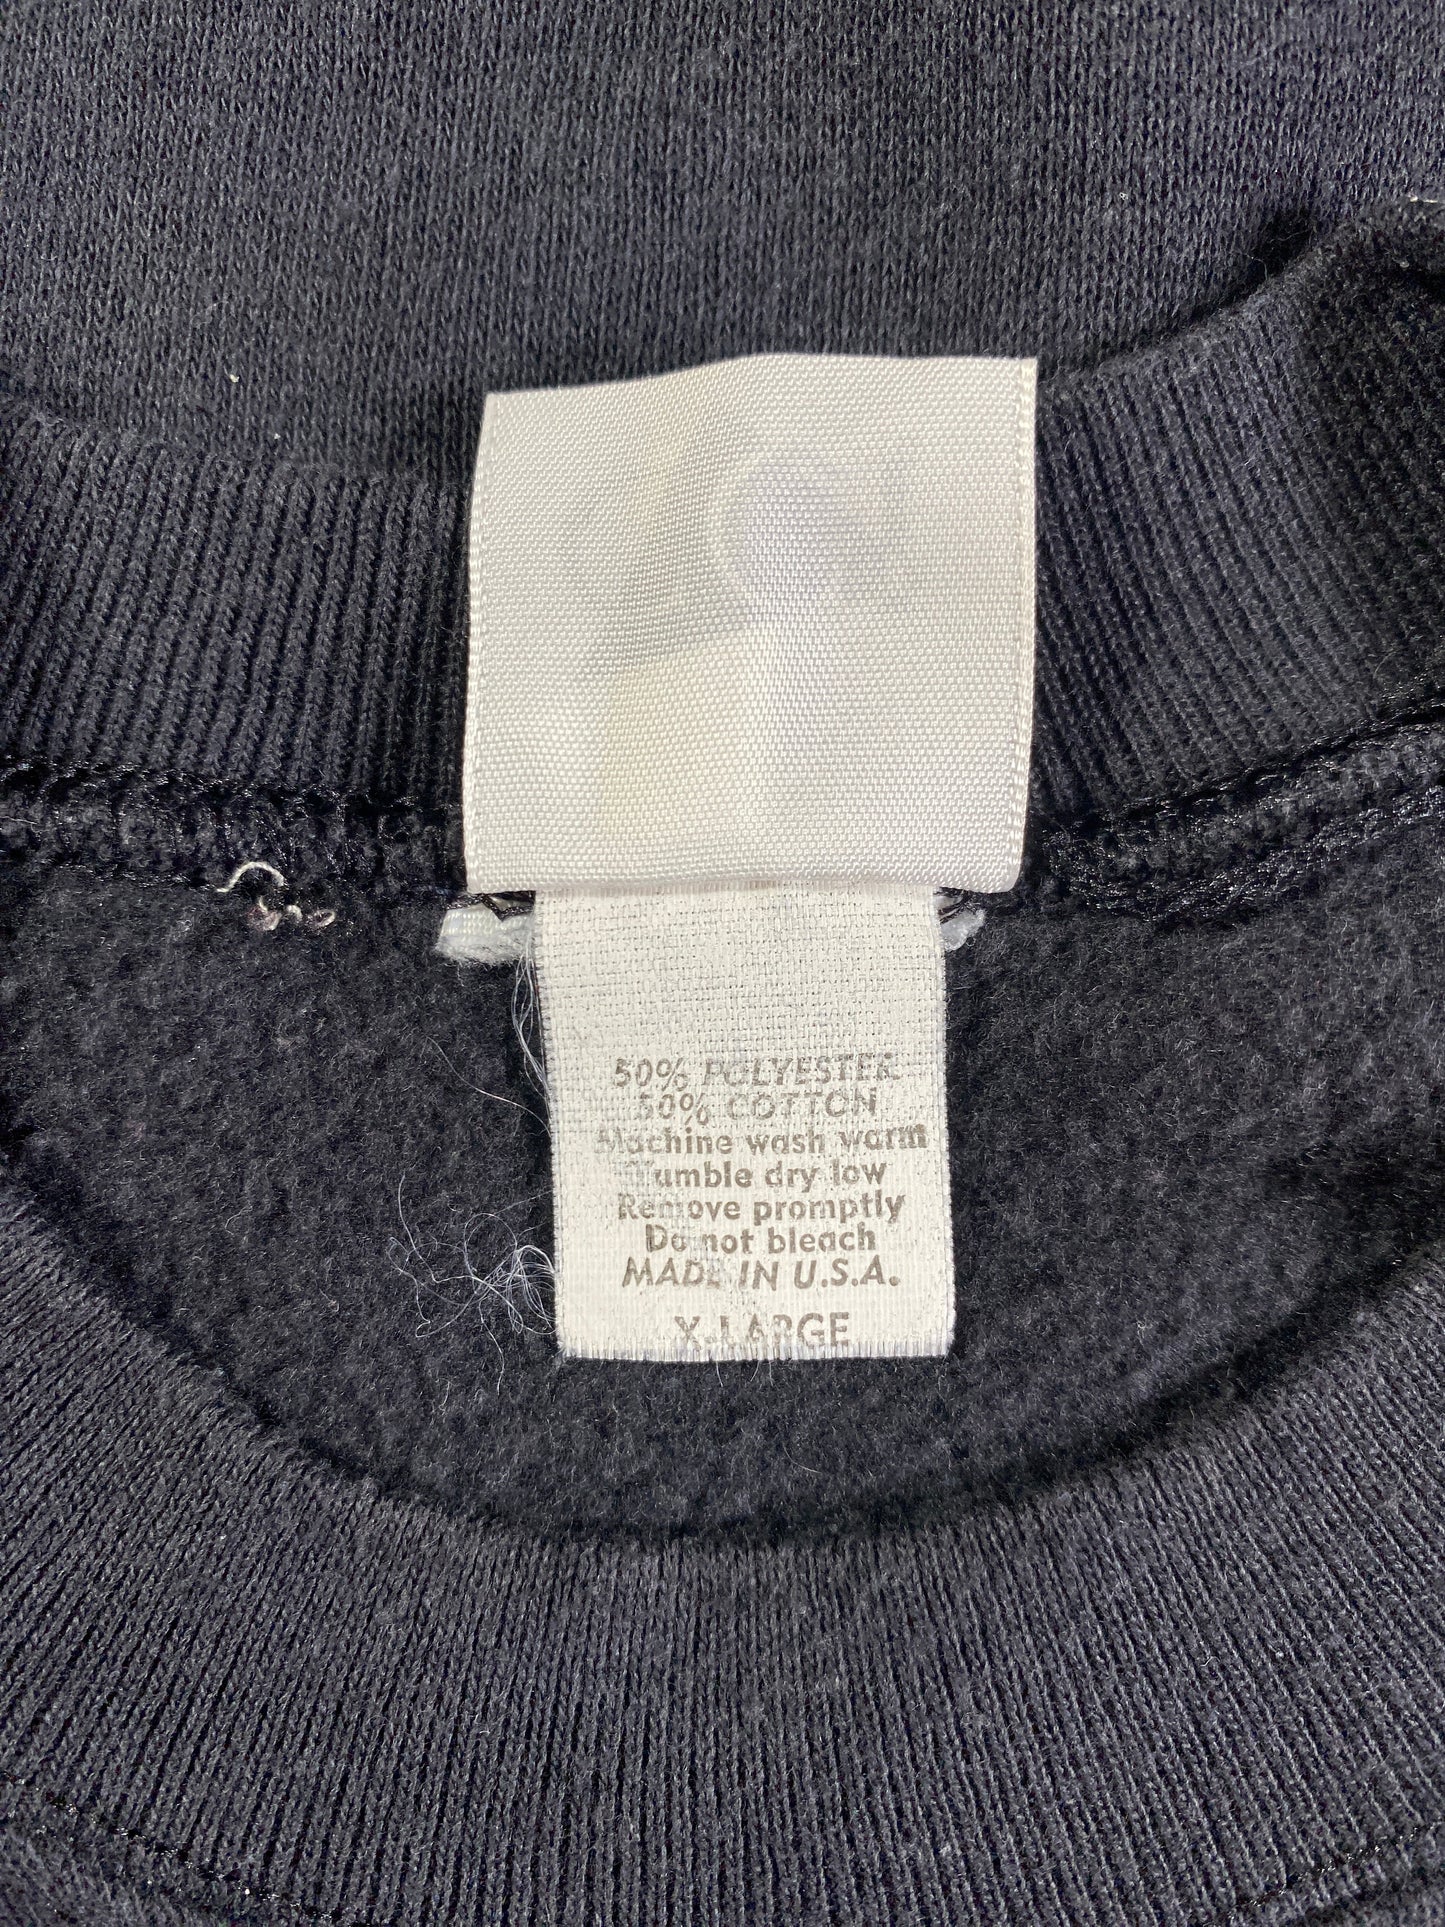 50% POLYESTER
50% COTTON
Machine wash warm
Tumble dry low
Remove promptly
Do not bleach
MADE IN U.S.A.
X-LARGE